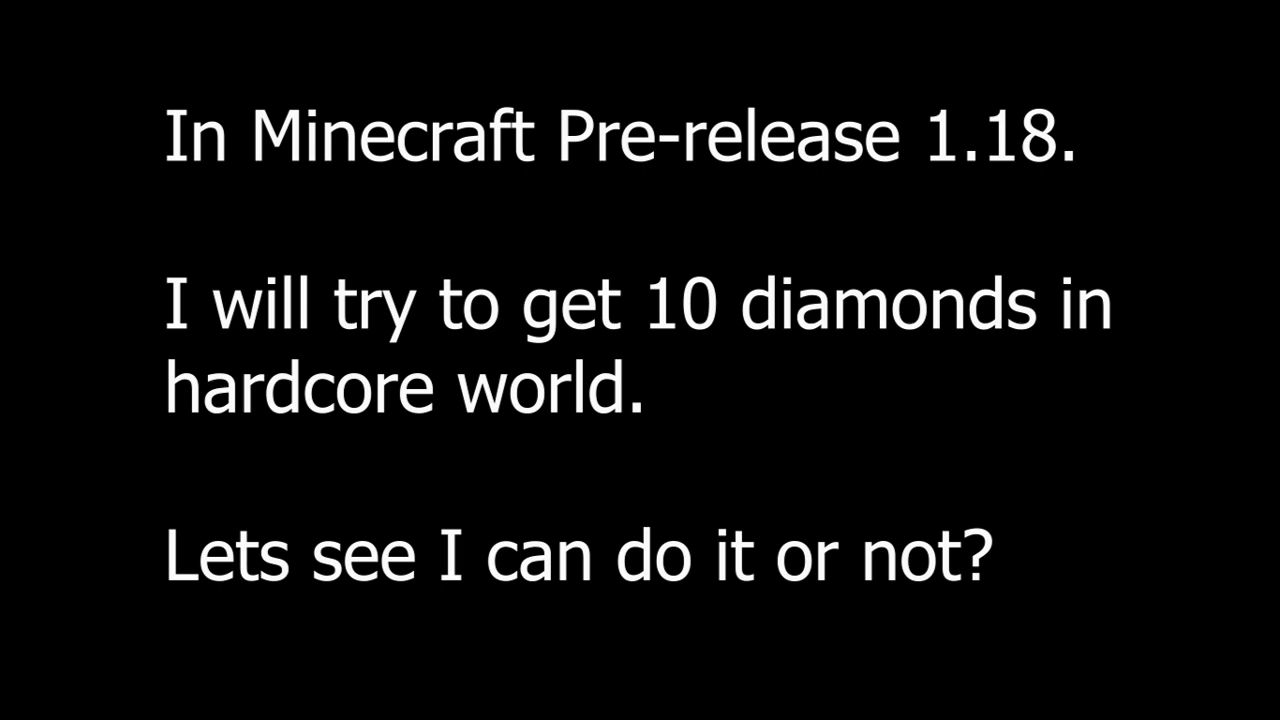 In Minecraft Pre-release 1.18.
I will try to get 10 diamonds in
hardcore world.
Lets see I can do it or not?